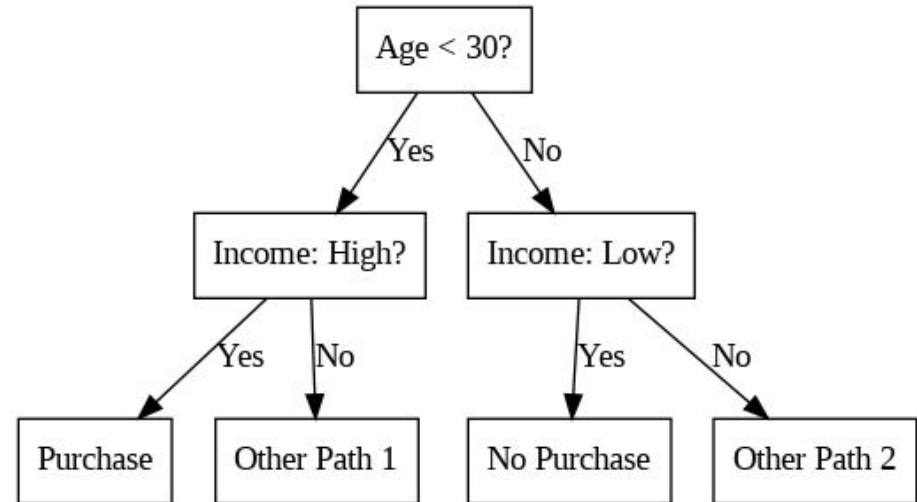 Age < 30?
Yes
No
Income: High?
Income: Low?
Yes
No
Yes
No
Purchase
Other Path 1
No Purchase
Other Path 2